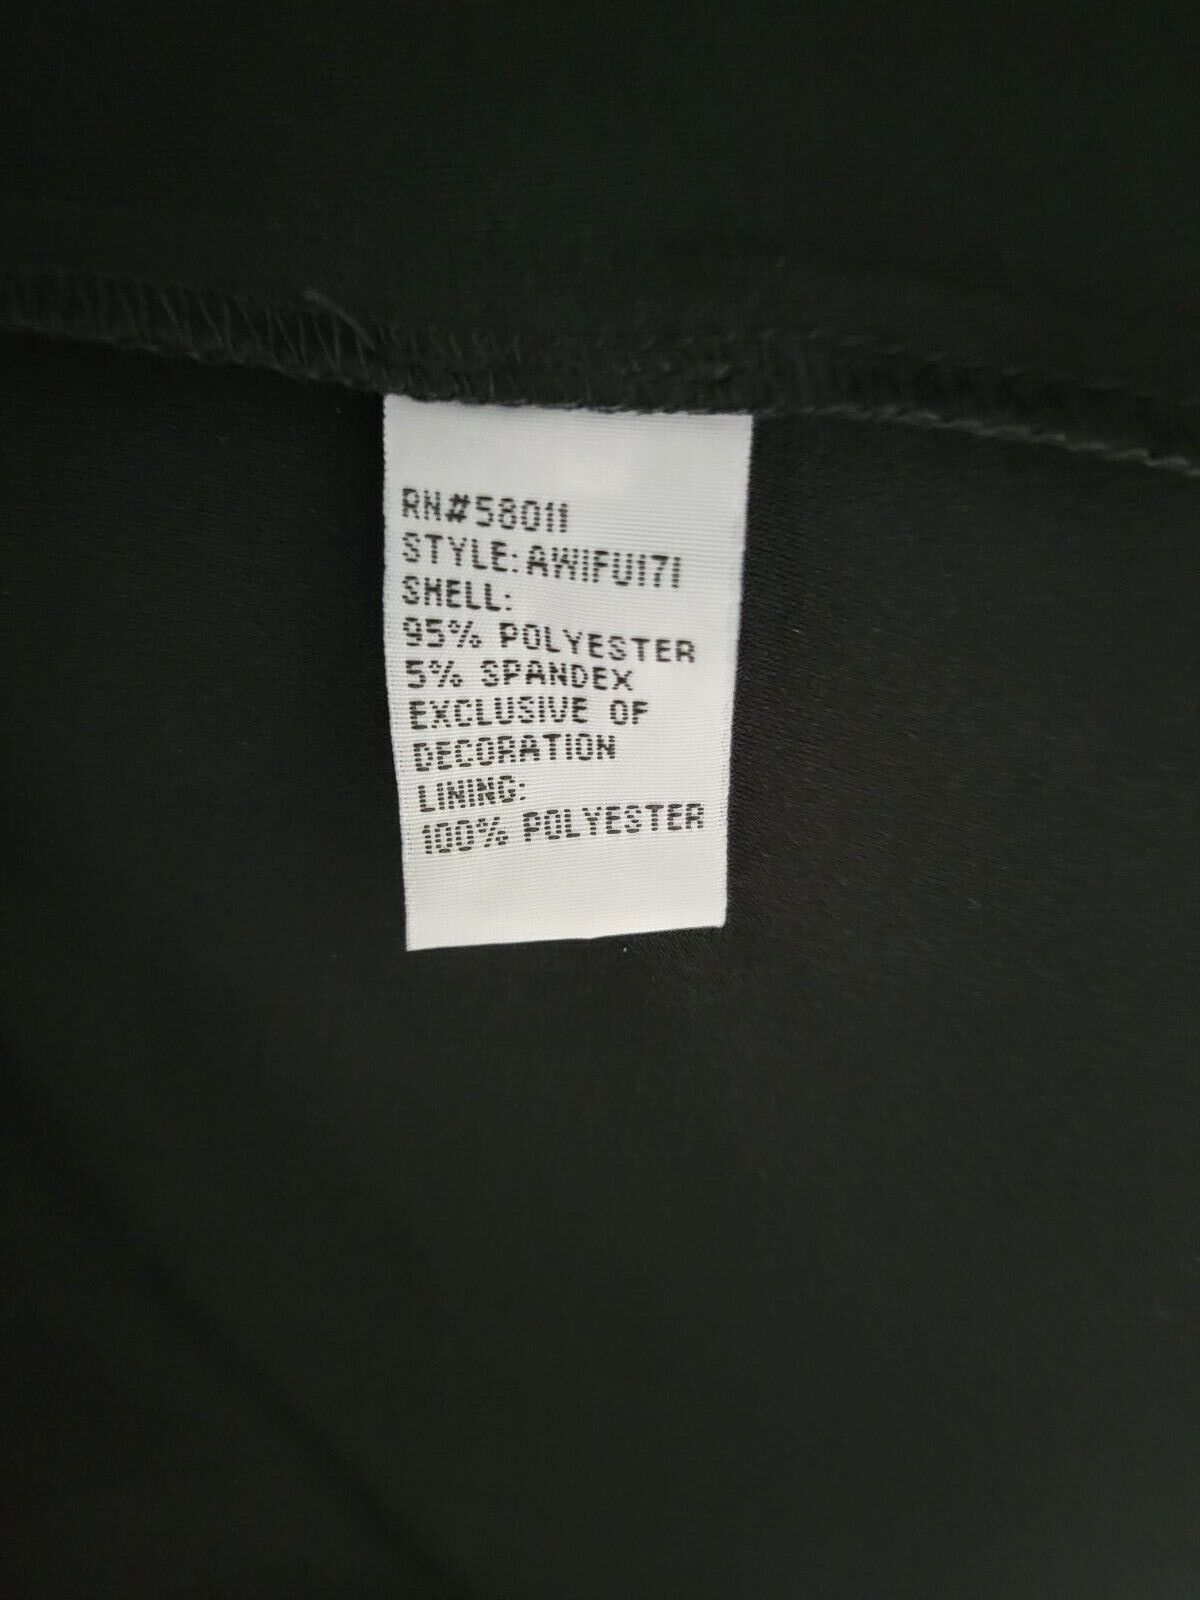 RN#58011
STYLE: AW1FU171
SHELL:
95% POLYESTER
5% SPANDEX
EXCLUSIVE OF
DECORATION
LINING:
100% POLYESTER